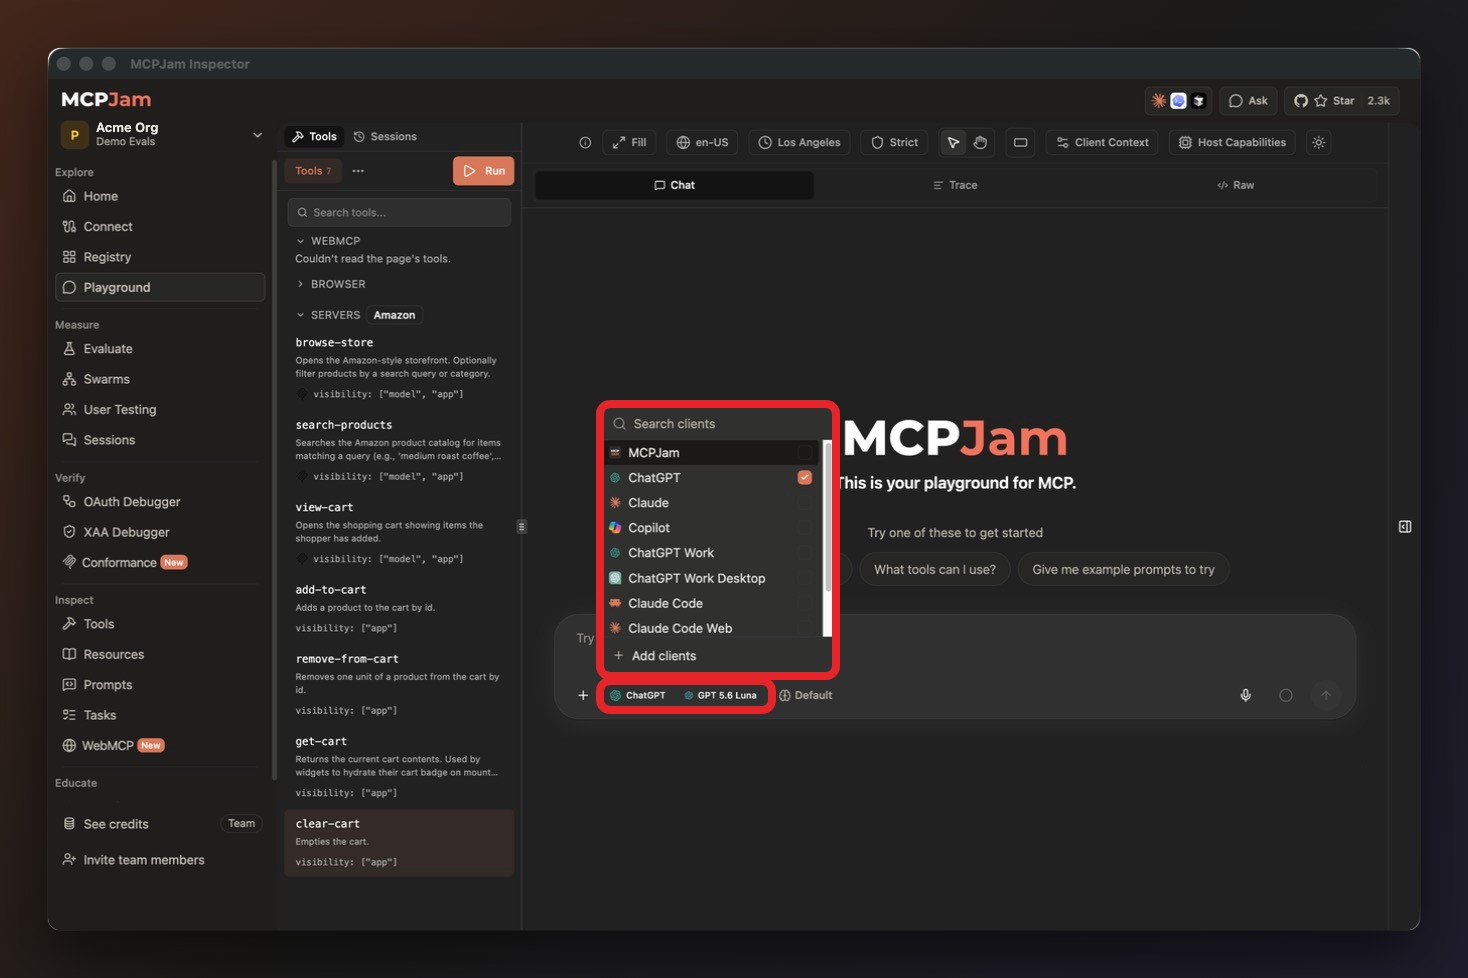 MCPJam Inspector
MCPJam
Ask
Star 2.3k
P
Acme Org
Demo Evals
Explore
Home
Connect
Registry
Playground
Measure
Evaluate
Swarms
User Testing
Sessions
Verify
OAuth Debugger
XAA Debugger
Conformance New
Inspect
Tools
Resources
Prompts
Tasks
WebMCP New
Educate
See credits Team
Invite team members
Tools Sessions
Tools 7 ••• Run
Search tools...
WEBMCP
Couldn't read the page's tools.
BROWSER
SERVERS Amazon
browse-store
Opens the Amazon-style storefront. Optionally
filter products by a search query or category.
visibility: ["model", "app"]
search-products
Searches the Amazon product catalog for items
matching a query (e.g., 'medium roast coffee',...
visibility: ["model", "app"]
view-cart
Opens the shopping cart showing items the
shopper has added.
visibility: ["model", "app"]
add-to-cart
Adds a product to the cart by id.
visibility: ["app"]
remove-from-cart
Removes one unit of a product from the cart by
id.
visibility: ["app"]
get-cart
Returns the current cart contents. Used by
widgets to hydrate their cart badge on mount...
visibility: ["app"]
clear-cart
Empties the cart.
visibility: ["app"]
Fill en-US Los Angeles Strict Client Context Host Capabilities
Chat Trace Raw
MCPJam
This is your playground for MCP.
Try one of these to get started
What tools can I use? Give me example prompts to try
Search clients
MCPJam
ChatGPT
Claude
Copilot
ChatGPT Work
ChatGPT Work Desktop
Claude Code
Claude Code Web
Add clients
Try
ChatGPT GPT 5.6 Luna Default